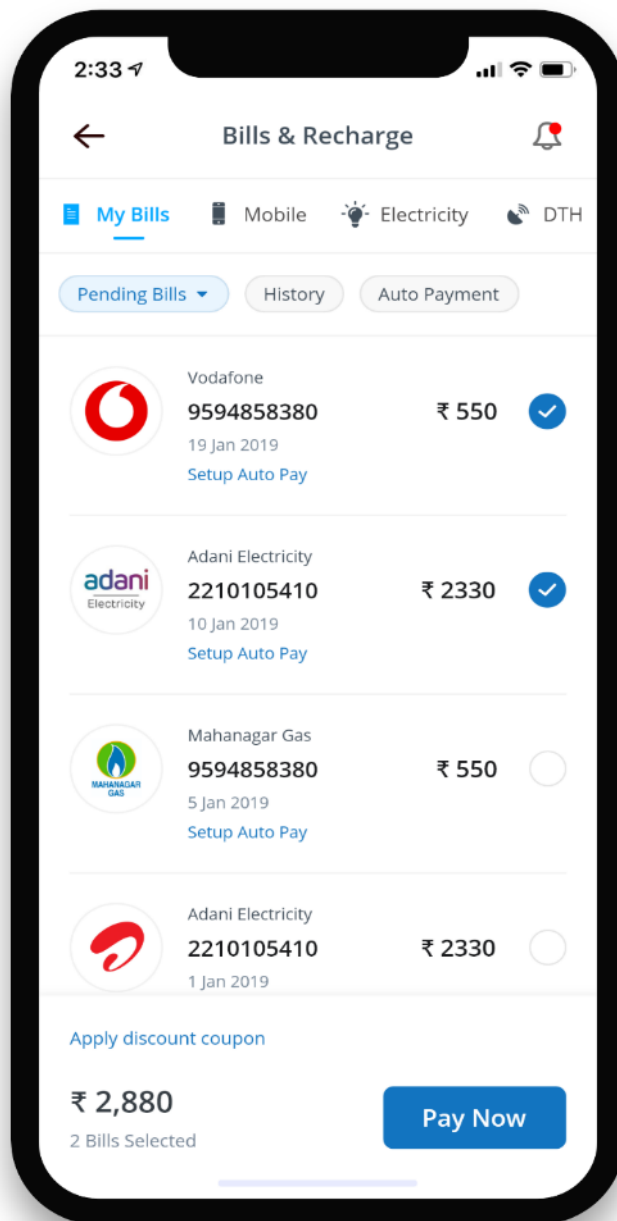 2:33
Bills & Recharge
My Bills
Mobile
Electricity
DTH
Pending Bills
History
Auto Payment
Vodafone
9594858380
₹ 550
19 Jan 2019
Setup Auto Pay
adani
Electricity
Adani Electricity
2210105410
₹ 2330
10 Jan 2019
Setup Auto Pay
MAHANAGAR
GAS
Mahanagar Gas
9594858380
₹ 550
5 Jan 2019
Setup Auto Pay
Adani Electricity
2210105410
₹ 2330
1 Jan 2019
Apply discount coupon
₹ 2,880
2 Bills Selected
Pay Now